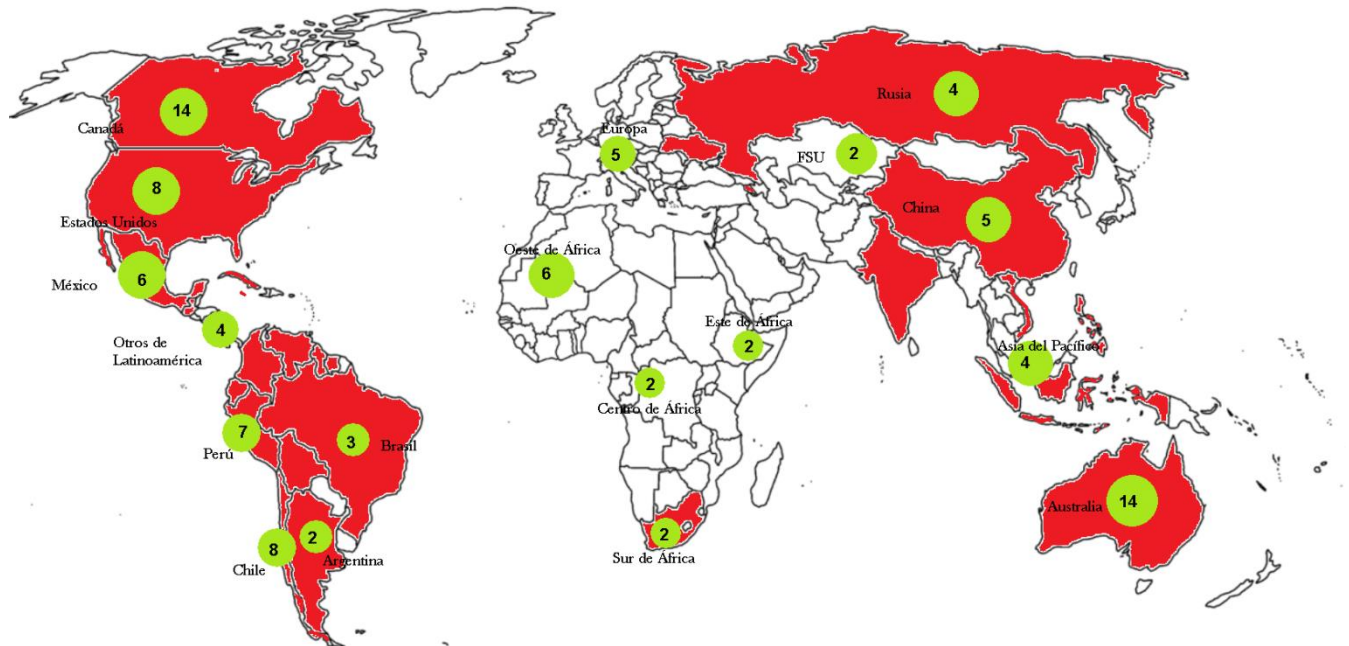 14
Canadá
8
Estados Unidos
6
México
4
Otros de
Latinoamérica
7
Perú
3
Brasil
8
Chile
2
Argentina
Europa
5
Oeste de África
6
Este de África
2
2
Centro de África
2
Sur de África
Rusia
4
FSU
2
China
5
Asia del Pacífico
4
Australia
14